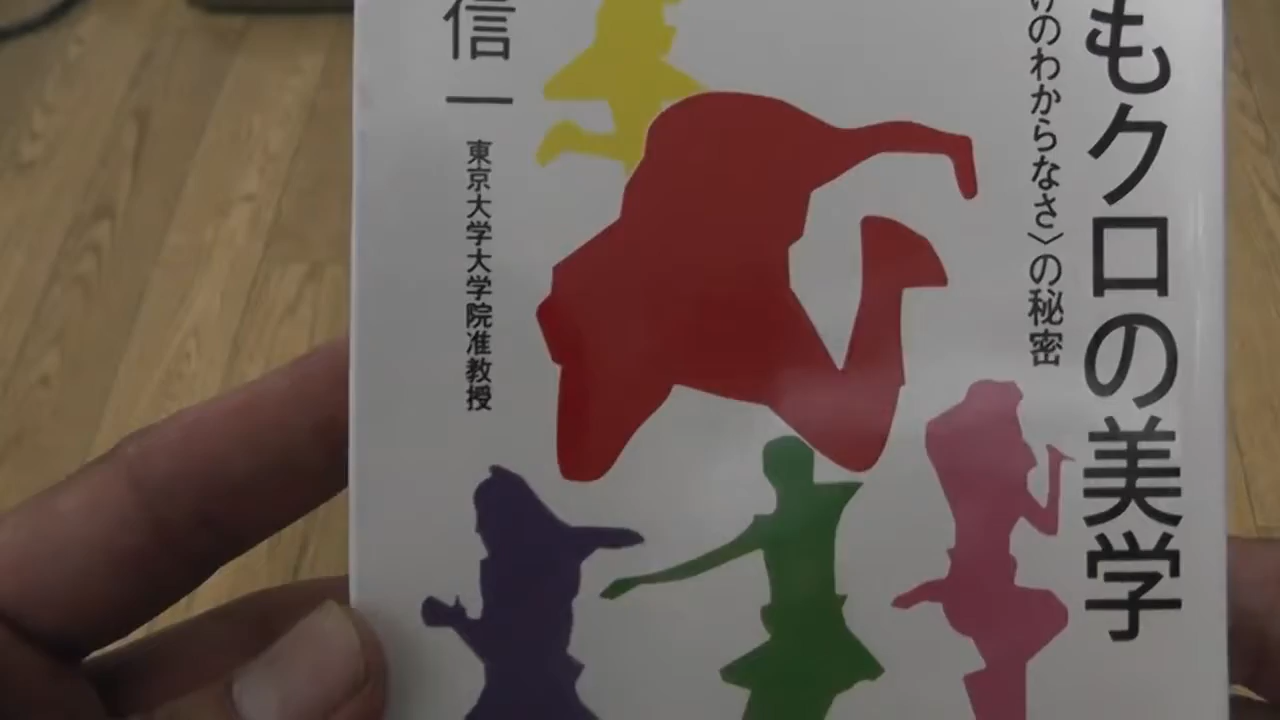 もクロの美学
のわからなさ〉の秘密
信一
東京大学大学院准教授